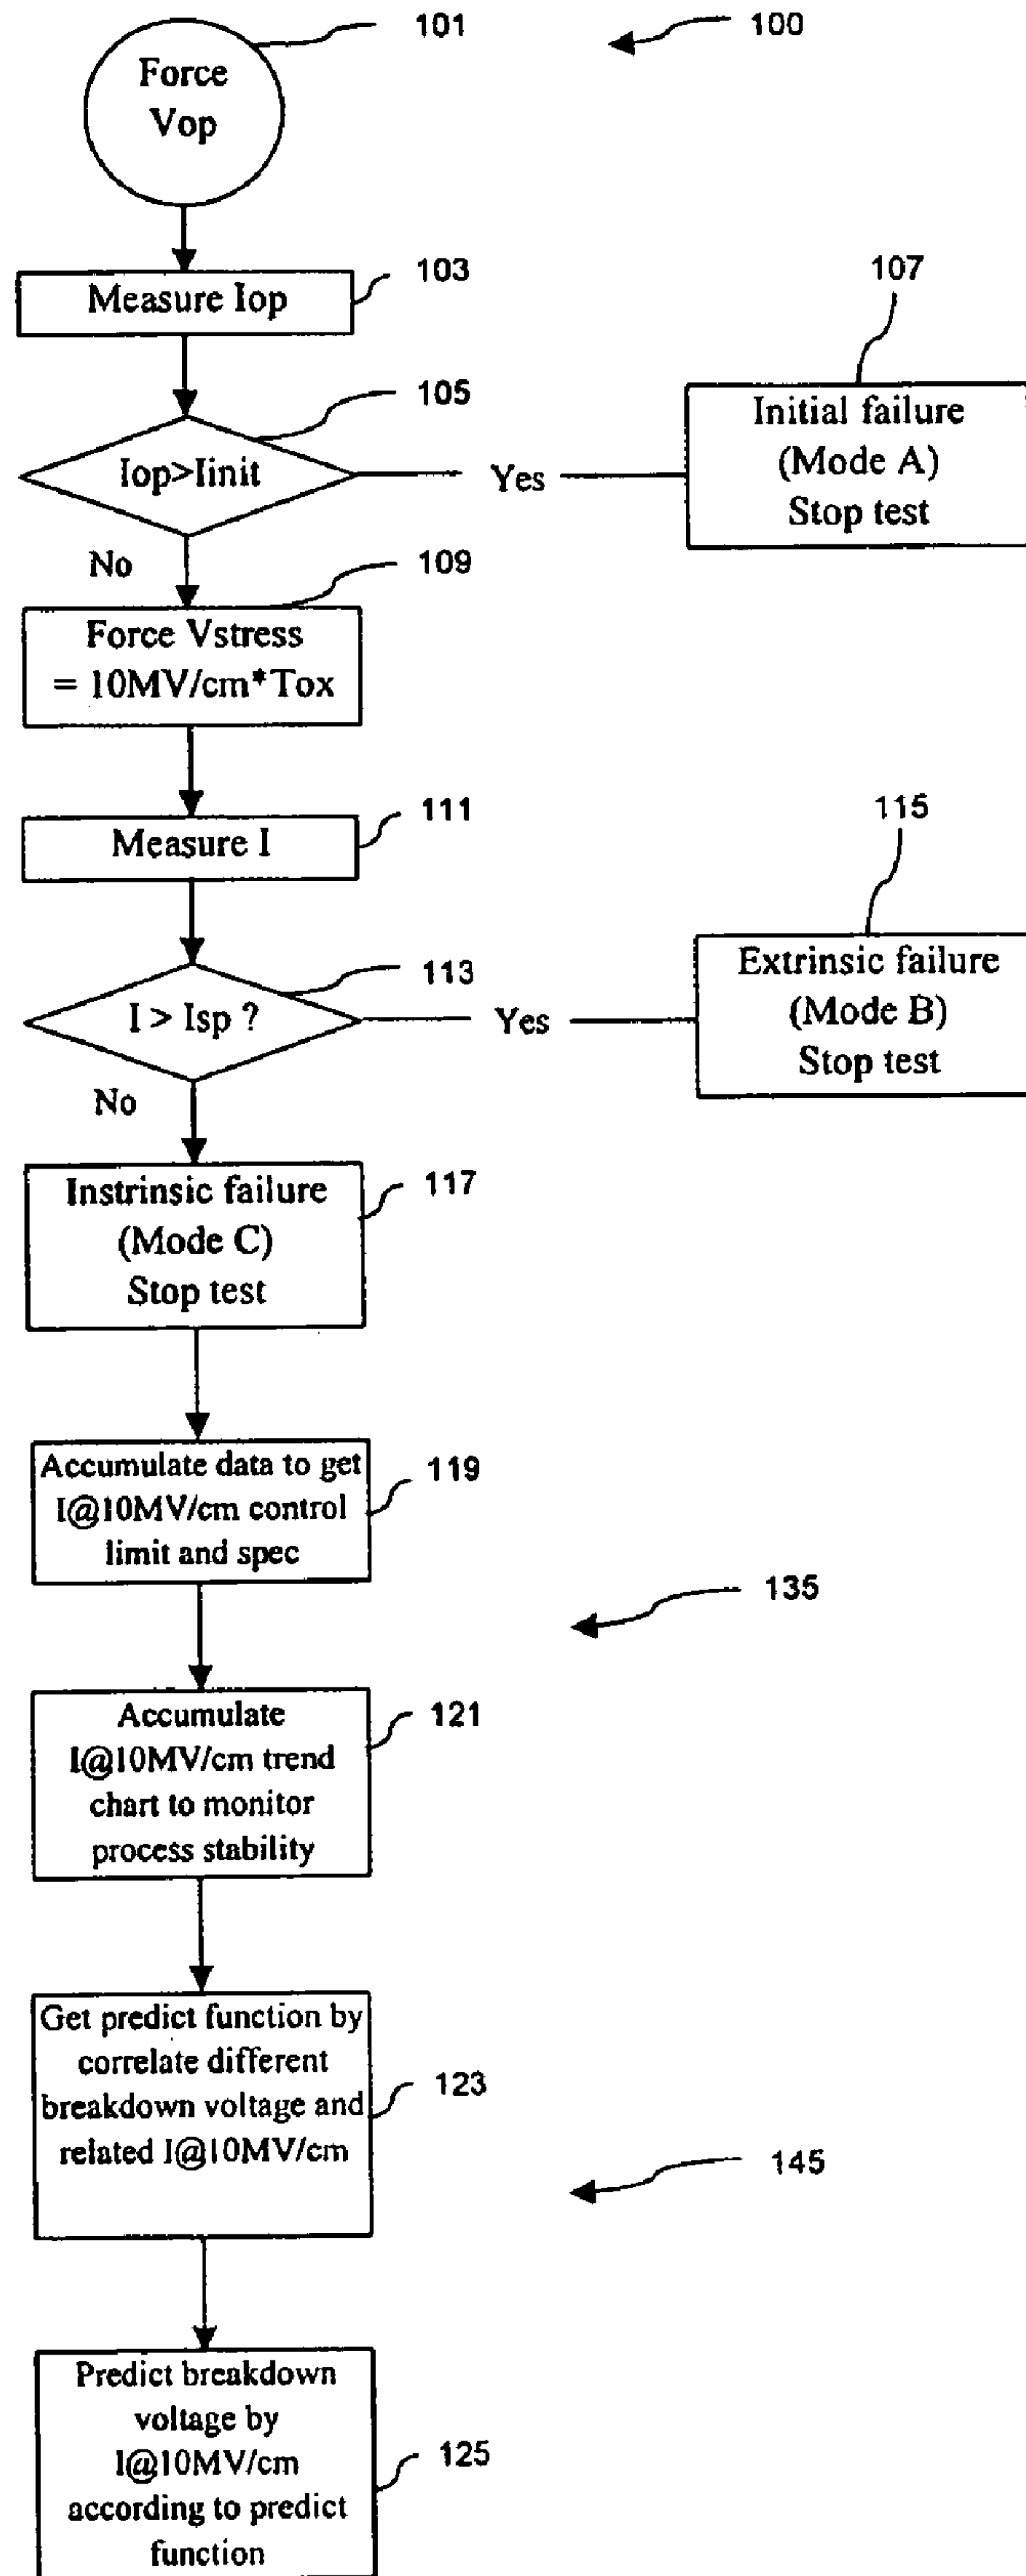 101
100
Force
Vop
103
Measure Iop
107
105
Initial failure
(Mode A)
Stop test
Iop>Iinit
Yes
No
109
Force Vstress
= 10MV/cm*Tox
111
Measure I
115
113
Extrinsic failure
(Mode B)
Stop test
I > Isp ?
Yes
No
117
Instrinsic failure
(Mode C)
Stop test
119
Accumulate data to get
I@10MV/cm control
limit and spec
135
121
Accumulate
I@10MV/cm trend
chart to monitor
process stability
123
Get predict function by
correlate different
breakdown voltage and
related I@10MV/cm
145
125
Predict breakdown
voltage by
I@10MV/cm
according to predict
function